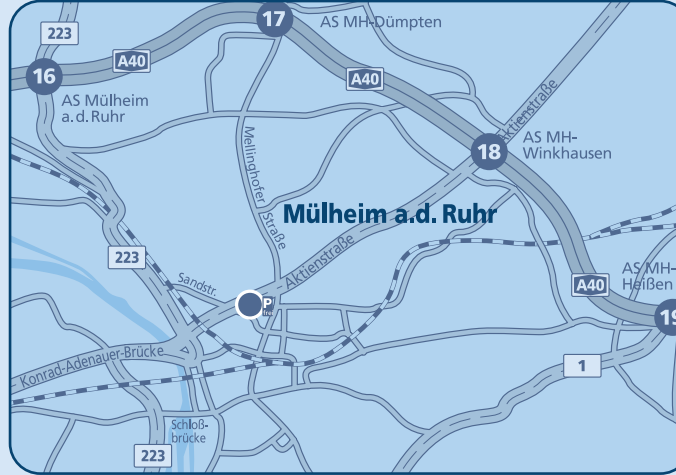 17
AS MH-Dümpten
223
A40
16
A40
AS Mülheim
a.d. Ruhr
Aktienstraße
18
AS MH-
Winkhausen
Mellinghofer
Straße
Mülheim a.d. Ruhr
223
Aktienstraße
Sandstr.
P
frei
A40
AS MH-
Heißen
19
Konrad-Adenauer-Brücke
1
Schloß-
brücke
223